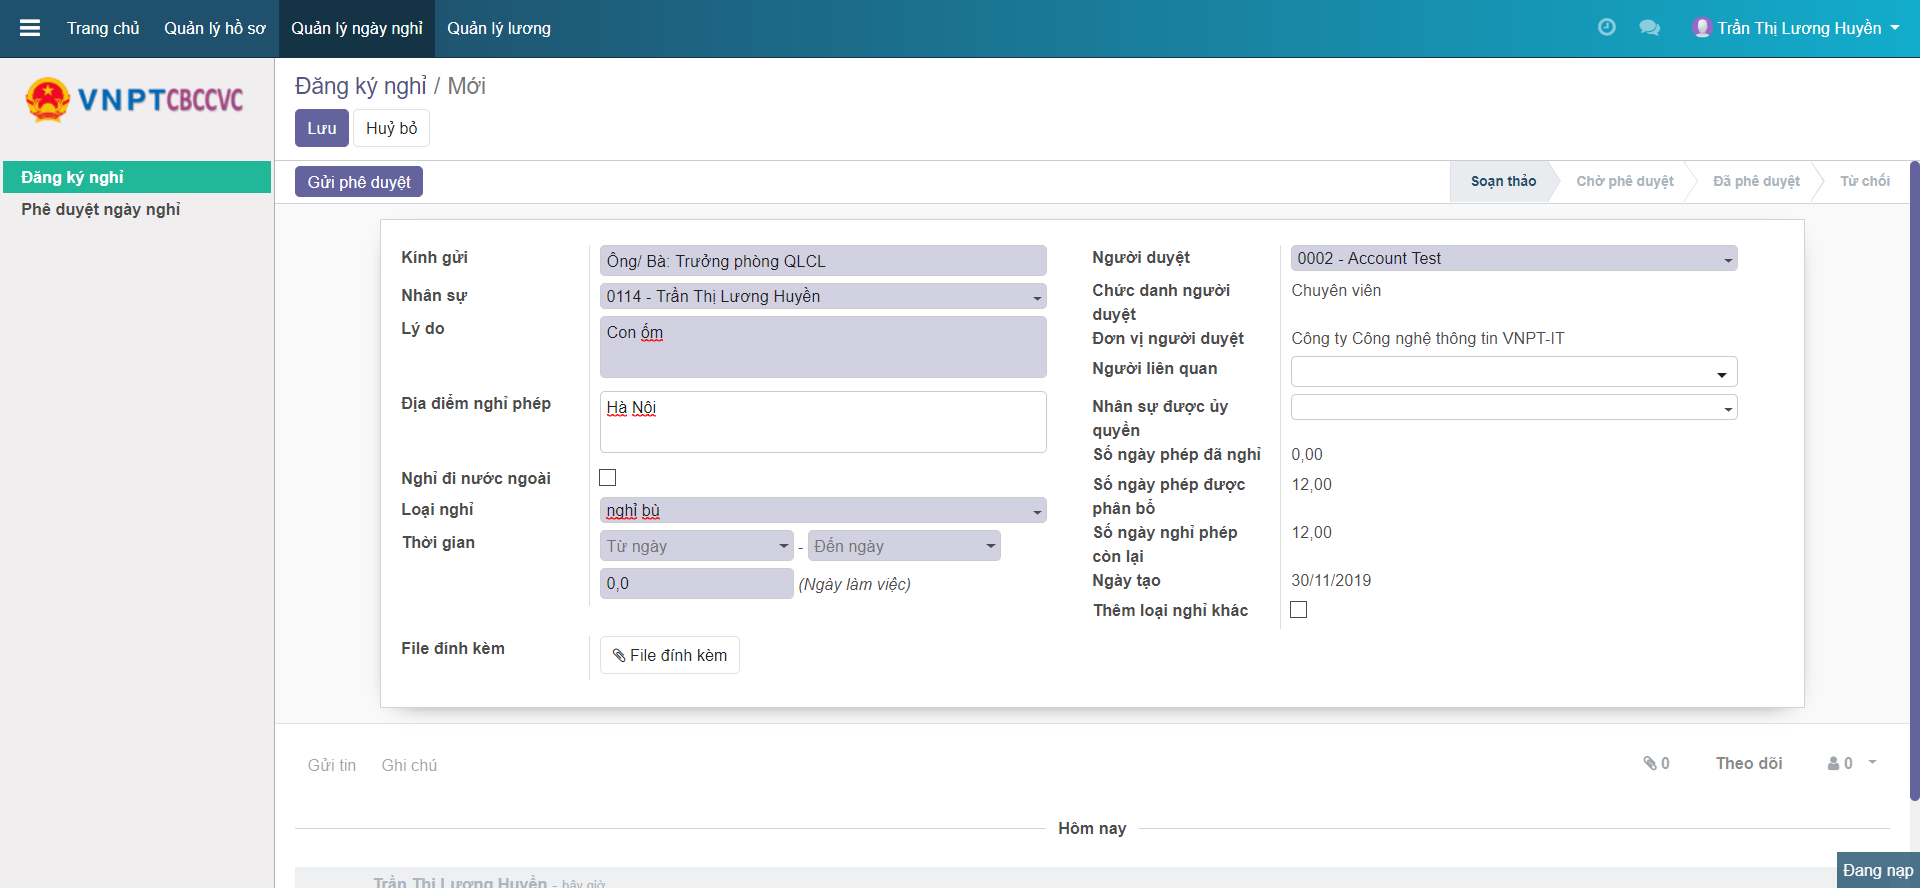 Trang chủ Quản lý hồ sơ Quản lý ngày nghỉ Quản lý lương Trần Thị Lương Huyền
VNPTCBCCVC
Đăng ký nghỉ
Phê duyệt ngày nghỉ
Đăng ký nghỉ / Mới
Lưu Huỷ bỏ
Gửi phê duyệt
Soạn thảo Chờ phê duyệt Đã phê duyệt Từ chối
Kính gửi Ông/ Bà: Trưởng phòng QLCL
Nhân sự 0114 - Trần Thị Lương Huyền
Lý do Con ốm
Địa điểm nghỉ phép Hà Nôi
Nghỉ đi nước ngoài
Loại nghỉ nghỉ bù
Thời gian Từ ngày - Đến ngày
0,0 (Ngày làm việc)
File đính kèm File đính kèm
Người duyệt 0002 - Account Test
Chức danh người duyệt Chuyên viên
Đơn vị người duyệt Công ty Công nghệ thông tin VNPT-IT
Người liên quan
Nhân sự được ủy quyền
Số ngày phép đã nghỉ 0,00
Số ngày phép được phân bổ 12,00
Số ngày nghỉ phép còn lại 12,00
Ngày tạo 30/11/2019
Thêm loại nghỉ khác
Gửi tin Ghi chú 0 Theo dõi 0
Hôm nay
Trần Thị Lương Huyền - bây giờ
Đang nạp